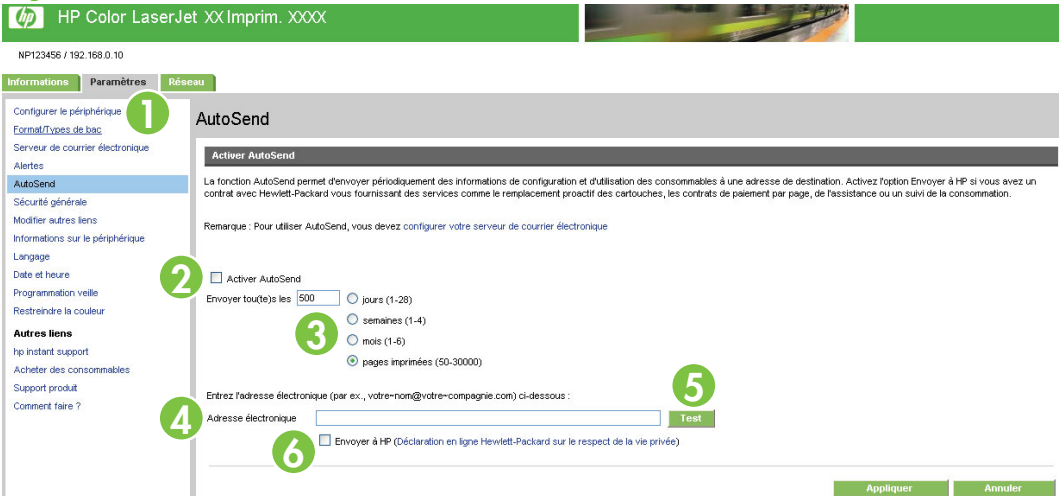 hp HP Color LaserJet XX Imprim. XXXX
NP123456 / 192.168.0.10
Informations Paramètres Réseau
Configurer le périphérique
1
Format/Types de bac
Serveur de courrier électronique
Alertes
AutoSend
Sécurité générale
Modifier autres liens
Informations sur le périphérique
Langage
Date et heure
Programmation veille
Restreindre la couleur
Autres liens
hp instant support
Acheter des consommables
Support produit
Comment faire ?
AutoSend
Activer AutoSend
La fonction AutoSend permet d'envoyer périodiquement des informations de configuration et d'utilisation des consommables à une adresse de destination. Activez l'option Envoyer à HP si vous avez un
contrat avec Hewlett-Packard vous fournissant des services comme le remplacement proactif des cartouches, les contrats de paiement par page, de l'assistance ou un suivi de la consommation.
Remarque : Pour utiliser AutoSend, vous devez configurer votre serveur de courrier électronique
2 Activer AutoSend
Envoyer tou(te)s les 500 jours (1-28)
semaines (1-4)
3
mois (1-6)
pages imprimées (50-30000)
Entrez l'adresse électronique (par ex., votre~nom@votre~compagnie.com) ci-dessous :
5
4 Adresse électronique Test
6 Envoyer à HP (Déclaration en ligne Hewlett-Packard sur le respect de la vie privée)
Appliquer Annuler